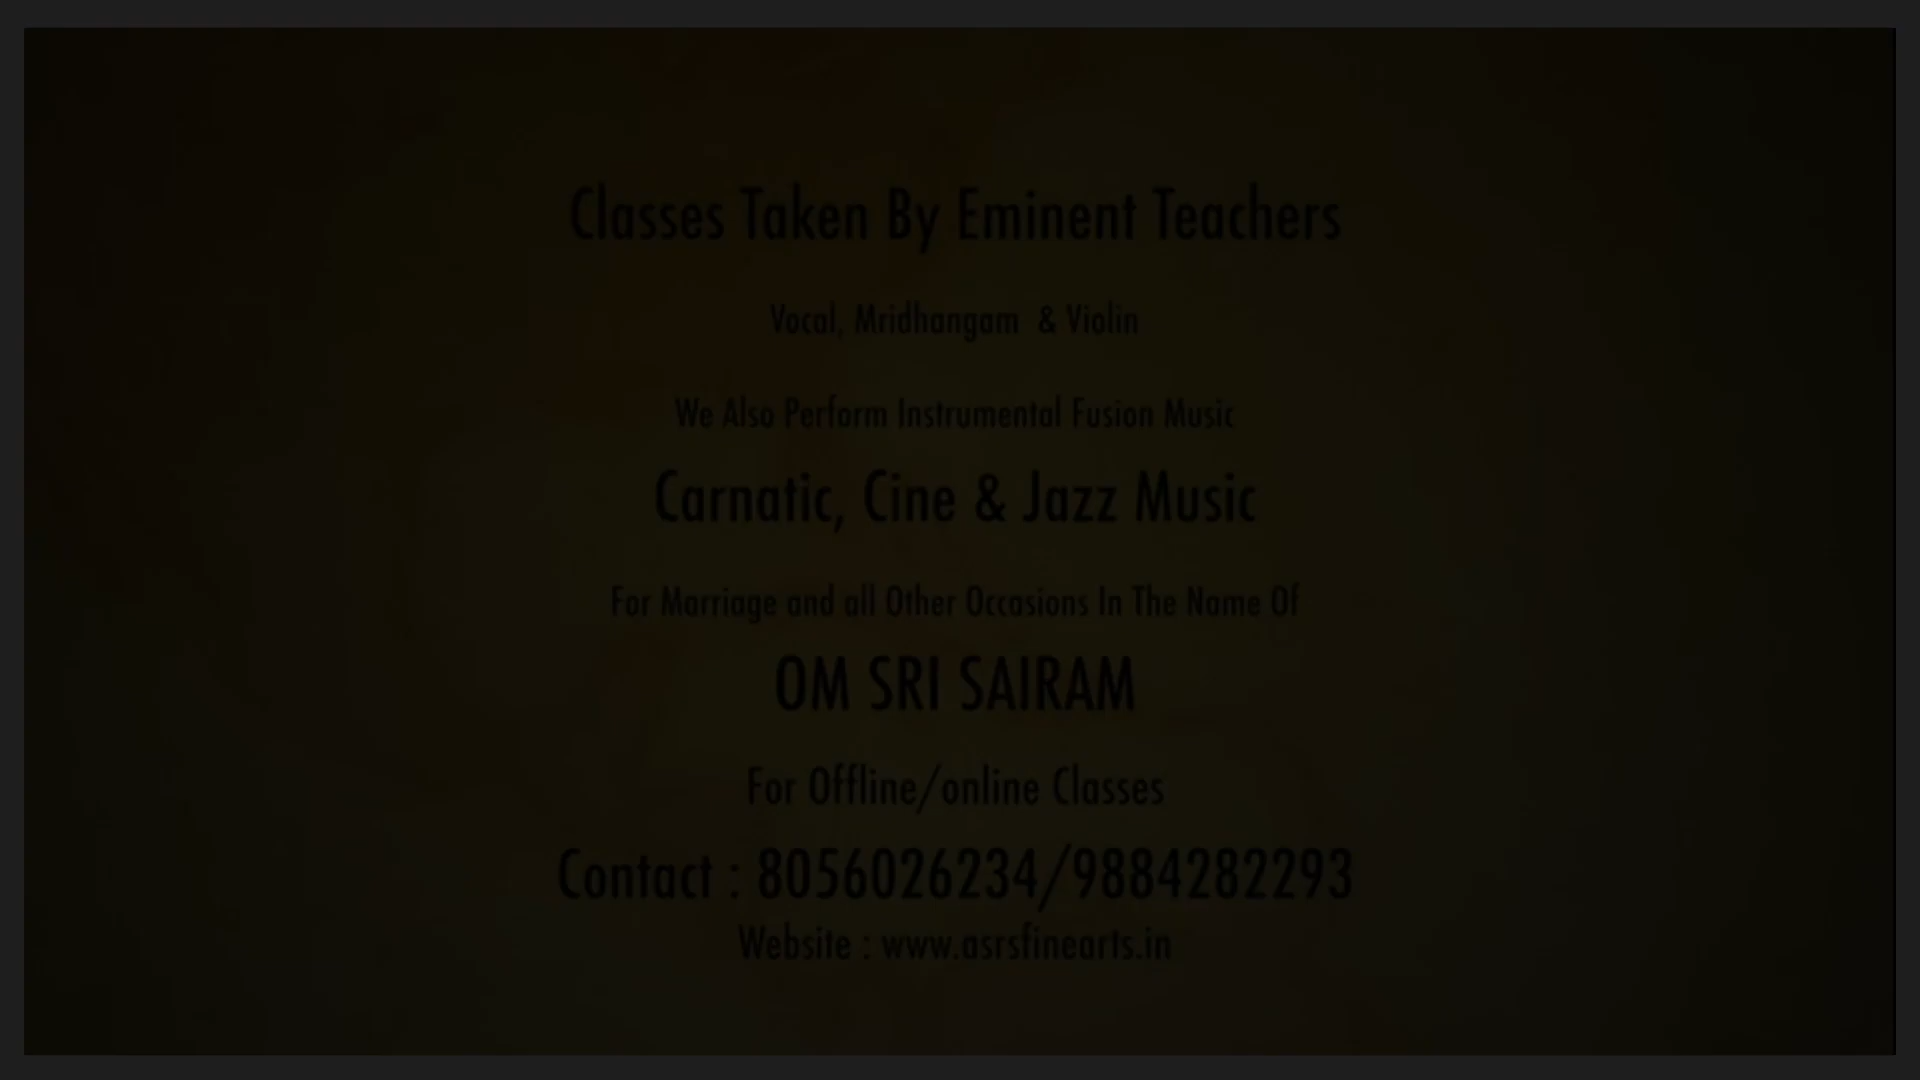 Classes Taken By Eminent Teachers
Vocal, Mridhangam & Violin
We Also Perform Instrumental Fusion Music
Carnatic, Cine & Jazz Music
For Marriage and all Other Occasions In The Name Of
OM SRI SAIRAM
For Offline/online Classes
Contact : 8056026234/9884282293
Website : www.asrsfinearts.in